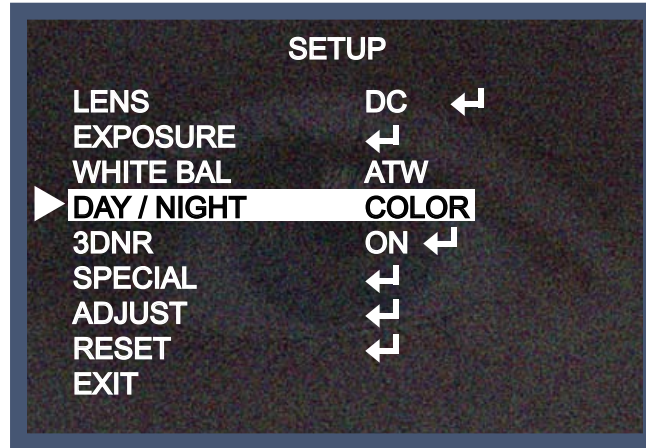 SETUP
LENS DC
EXPOSURE
WHITE BAL ATW
DAY / NIGHT COLOR
3DNR ON
SPECIAL
ADJUST
RESET
EXIT